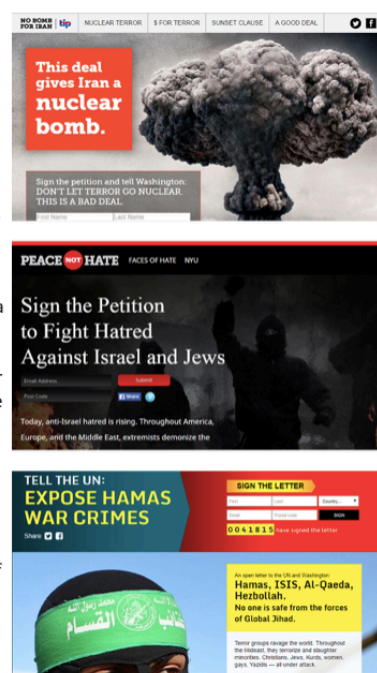 NO BOMB
FOR IRAN
tip
NUCLEAR TERROR
$ FOR TERROR
SUNSET CLAUSE
A GOOD DEAL
This deal
gives Iran a
nuclear
bomb.
Sign the petition and tell Washington:
DON'T LET TERROR GO NUCLEAR.
THIS IS A BAD DEAL.
First Name
Last Name
PEACE NOT HATE
FACES OF HATE
NYU
a
Sign the Petition
to Fight Hatred
Against Israel and Jews
Email Address
Submit
Post Code
Share
Today, anti-Israel hatred is rising. Throughout America,
Europe, and the Middle East, extremists demonize the
TELL THE UN:
EXPOSE HAMAS
WAR CRIMES
Share
SIGN THE LETTER
First
Last
Country...
Email
Postal code
SIGN
0041815 have signed the letter
An open letter to the UN and Washington:
Hamas, ISIS, Al-Qaeda,
Hezbollah.
No one is safe from the forces
of Global Jihad.
Terror groups ravage the world. Throughout
the Mideast, they terrorize and slaughter
minorities. Christians, Jews, Kurds, women,
gays, Yazidis — all under attack.
محمد رسول الله
كتائب القسام